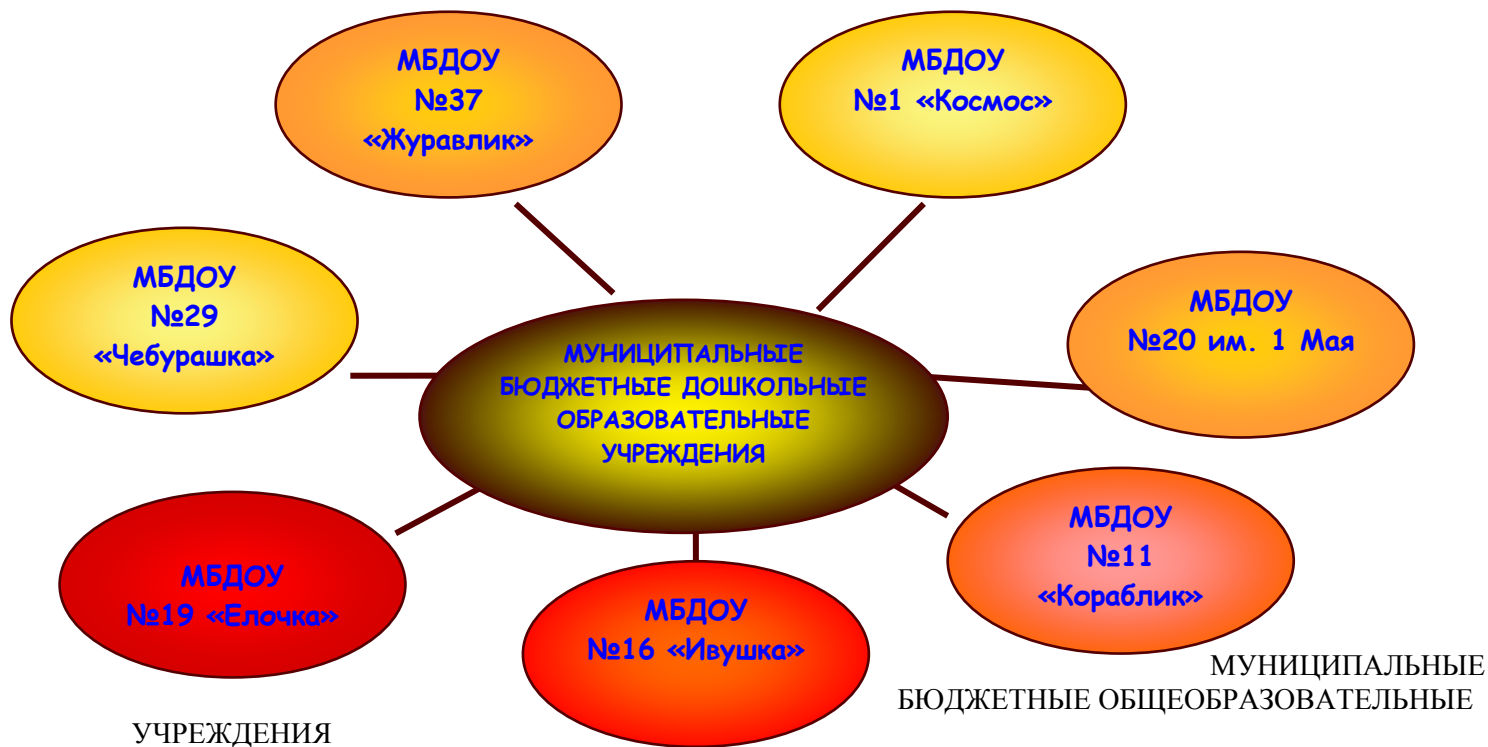 МБДОУ
№37
«Журавлик»
МБДОУ
№1 «Космос»
МБДОУ
№29
«Чебурашка»
МБДОУ
№20 им. 1 Мая
МУНИЦИПАЛЬНЫЕ
БЮДЖЕТНЫЕ ДОШКОЛЬНЫЕ
ОБРАЗОВАТЕЛЬНЫЕ
УЧРЕЖДЕНИЯ
МБДОУ
№19 «Елочка»
МБДОУ
№16 «Ивушка»
МБДОУ
№11
«Кораблик»
МУНИЦИПАЛЬНЫЕ
БЮДЖЕТНЫЕ ОБЩЕОБРАЗОВАТЕЛЬНЫЕ
УЧРЕЖДЕНИЯ